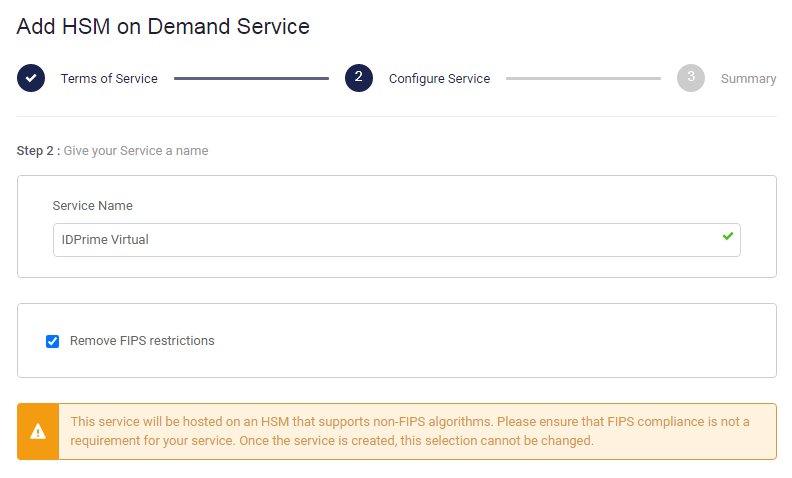 Add HSM on Demand Service
Terms of Service 2 Configure Service 3 Summary
Step 2 : Give your Service a name
Service Name
IDPrime Virtual
Remove FIPS restrictions
This service will be hosted on an HSM that supports non-FIPS algorithms. Please ensure that FIPS compliance is not a
requirement for your service. Once the service is created, this selection cannot be changed.